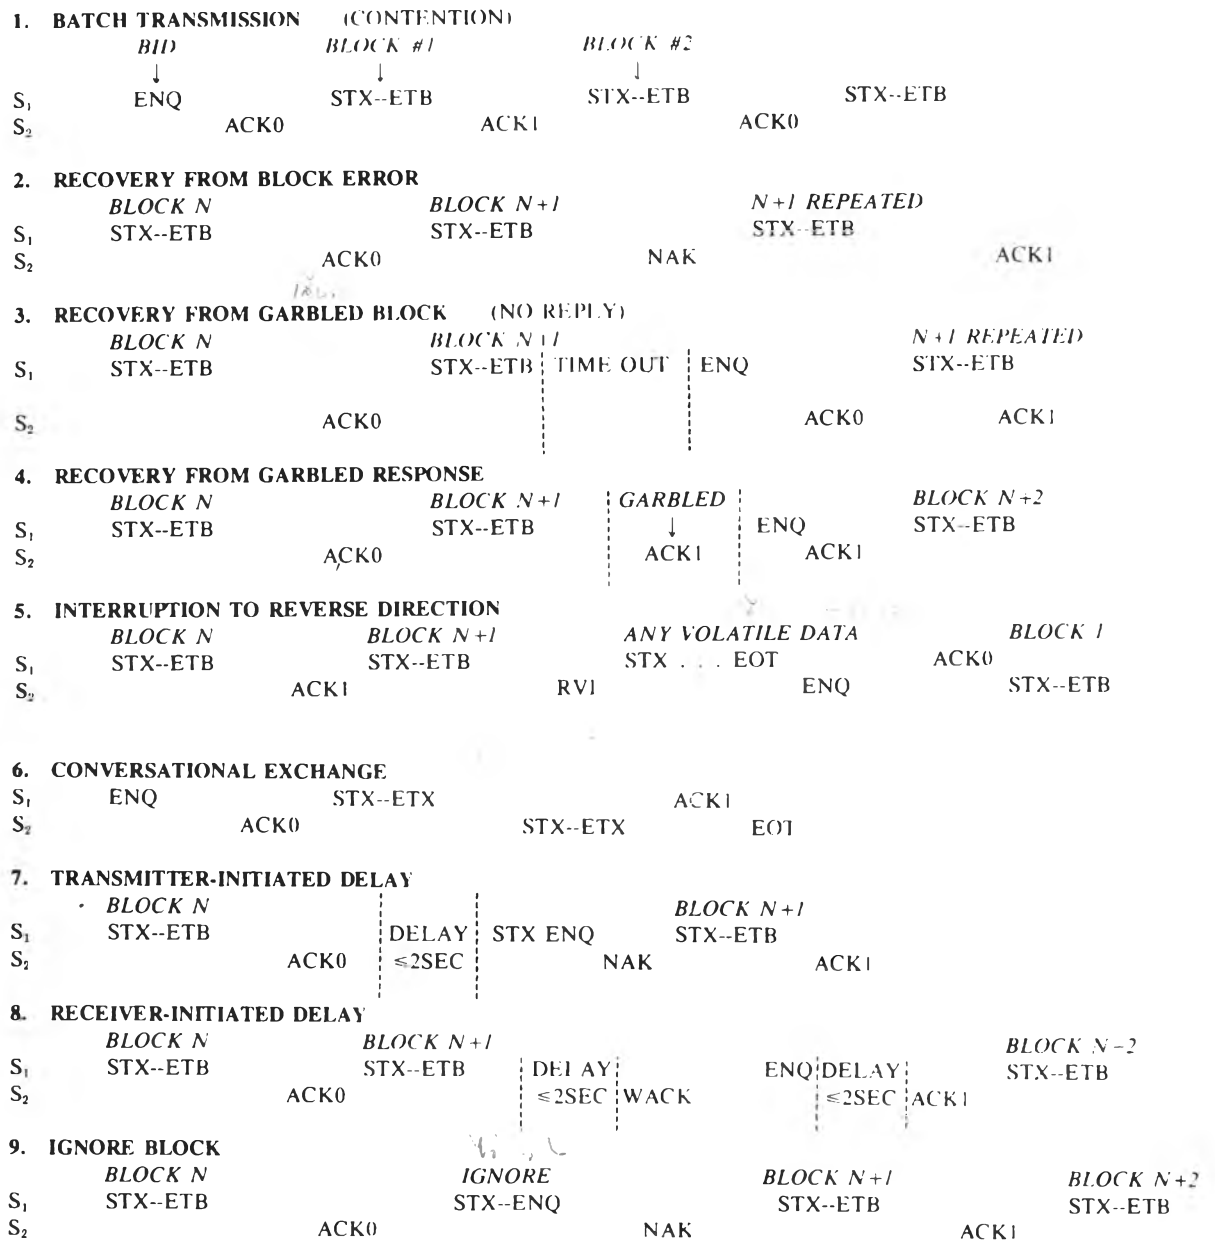 1. BATCH TRANSMISSION (CONTENTION)
BID BLOCK #1 BLOCK #2
↓ ↓ ↓
S₁ ENQ STX--ETB STX--ETB STX--ETB
S₂ ACK0 ACK1 ACK0
2. RECOVERY FROM BLOCK ERROR
BLOCK N BLOCK N+1 N+1 REPEATED
S₁ STX--ETB STX--ETB STX--ETB
S₂ ACK0 NAK ACK1
3. RECOVERY FROM GARBLED BLOCK (NO REPLY)
BLOCK N BLOCK N+1 N+1 REPEATED
S₁ STX--ETB STX--ETB TIME OUT ENQ STX--ETB
S₂ ACK0 ACK0 ACK1
4. RECOVERY FROM GARBLED RESPONSE
BLOCK N BLOCK N+1 GARBLED BLOCK N+2
S₁ STX--ETB STX--ETB ↓ ENQ STX--ETB
S₂ ACK0 ACK1 ACK1
5. INTERRUPTION TO REVERSE DIRECTION
BLOCK N BLOCK N+1 ANY VOLATILE DATA BLOCK 1
S₁ STX--ETB STX--ETB STX . . . EOT ACK0
S₂ ACK1 RVI ENQ STX--ETB
6. CONVERSATIONAL EXCHANGE
S₁ ENQ STX--ETX ACK1
S₂ ACK0 STX--ETX EOT
7. TRANSMITTER-INITIATED DELAY
BLOCK N BLOCK N+1
S₁ STX--ETB DELAY STX ENQ STX--ETB
S₂ ACK0 ≤2SEC NAK ACK1
8. RECEIVER-INITIATED DELAY
BLOCK N BLOCK N+1 BLOCK N-2
S₁ STX--ETB STX--ETB DELAY ENQ DELAY STX--ETB
S₂ ACK0 ≤2SEC WACK ≤2SEC ACK1
9. IGNORE BLOCK
BLOCK N IGNORE BLOCK N+1 BLOCK N+2
S₁ STX--ETB STX--ENQ STX--ETB STX--ETB
S₂ ACK0 NAK ACK1